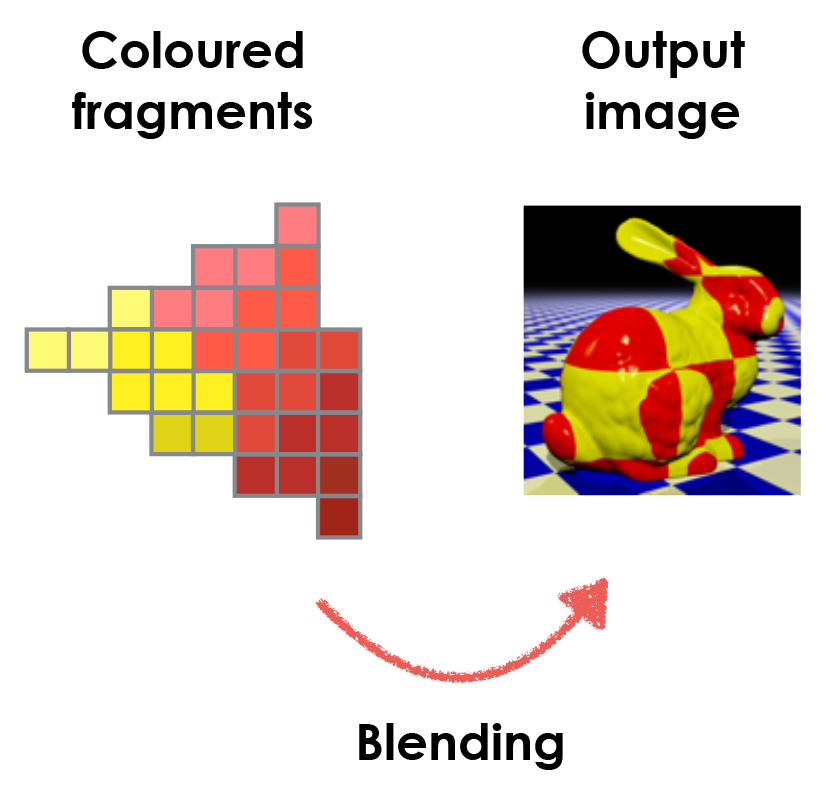 Coloured
fragments
Output
image
Blending